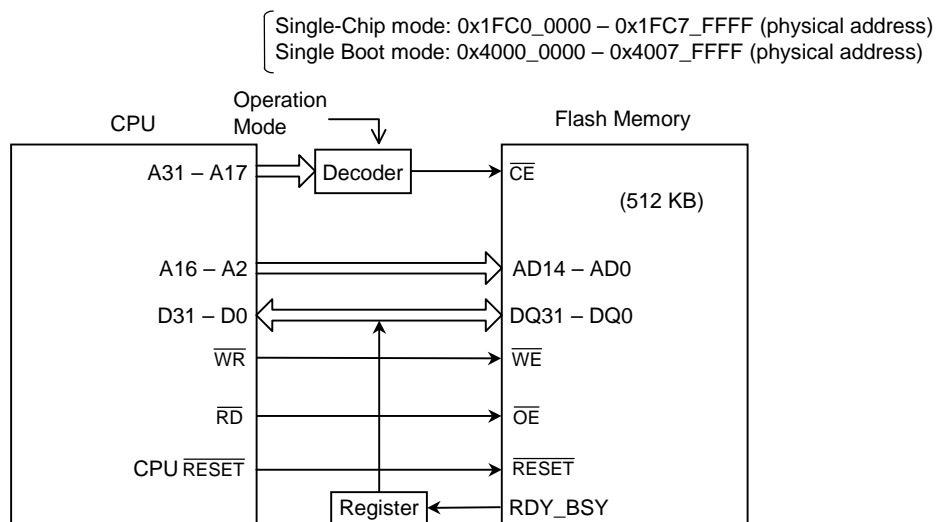 Single-Chip mode: 0x1FC0_0000 – 0x1FC7_FFFF (physical address)
Single Boot mode: 0x4000_0000 – 0x4007_FFFF (physical address)
Operation
Mode
CPU
Flash Memory
A31 – A17
Decoder
CE
(512 KB)
A16 – A2
AD14 – AD0
D31 – D0
DQ31 – DQ0
WR
WE
RD
OE
CPU RESET
RESET
Register
RDY_BSY